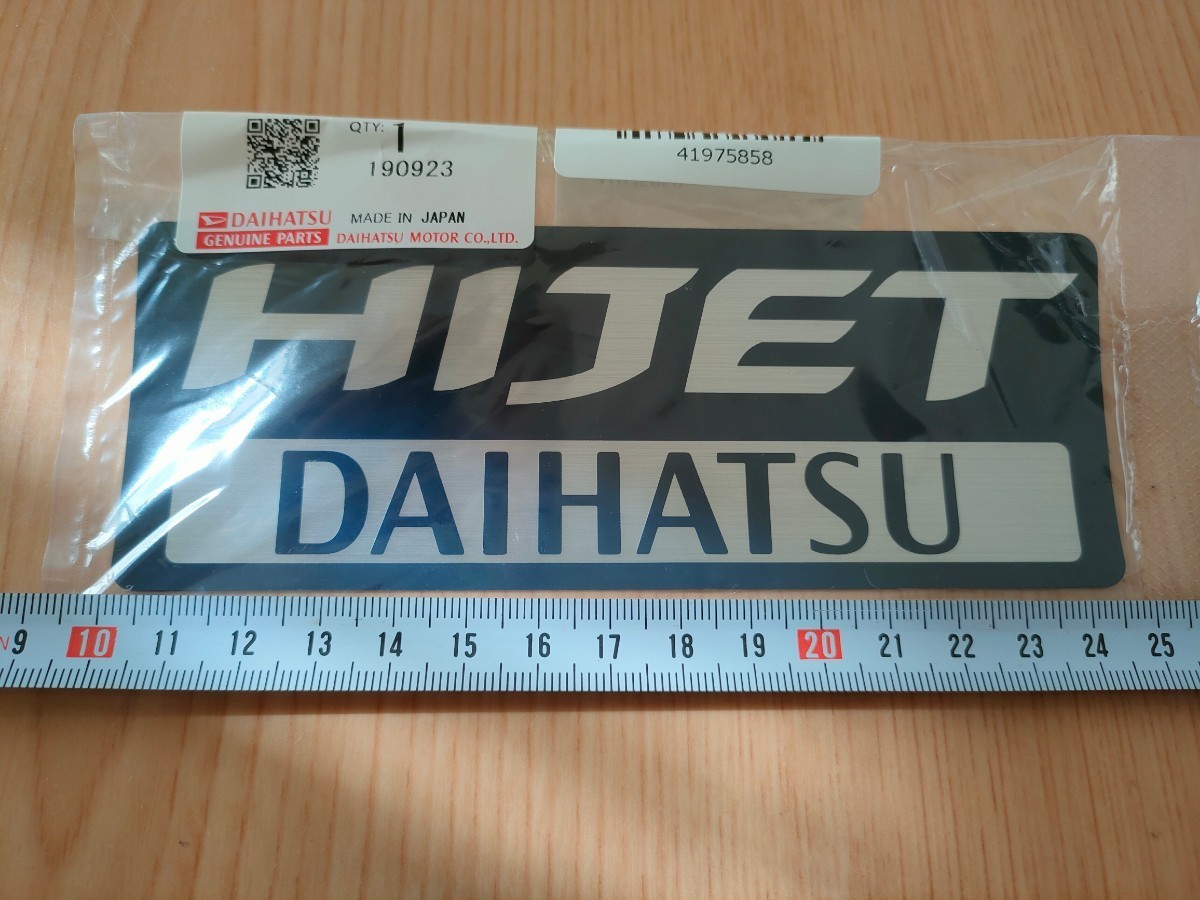 QTY: 1
190923
DAIHATSU
MADE IN JAPAN
GENUINE PARTS
DAIHATSU MOTOR CO.,LTD.
41975858
HIJET
DAIHATSU
9 10 11 12 13 14 15 16 17 18 19 20 21 22 23 24 25